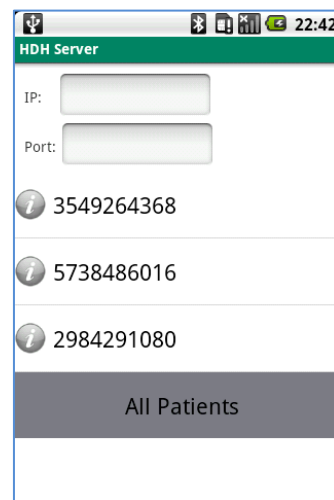 22:42
HDH Server
IP:
Port:
3549264368
5738486016
2984291080
All Patients